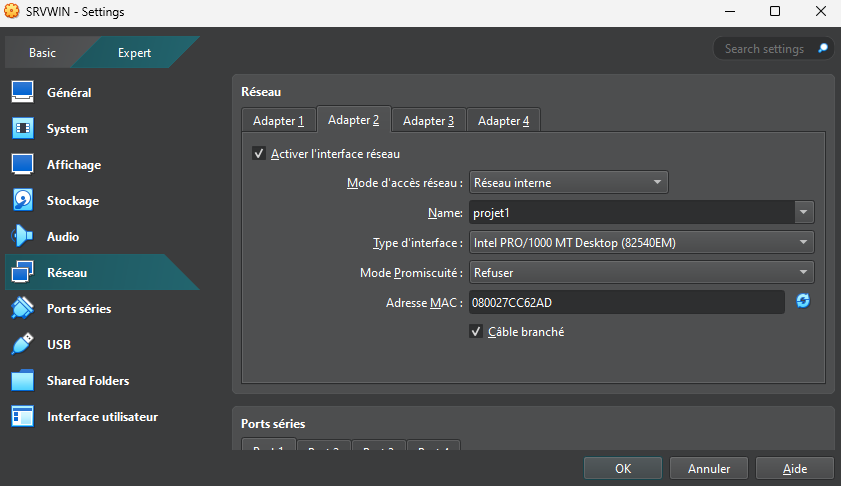 SRVWIN - Settings
Basic Expert Search settings
Général
System
Affichage
Stockage
Audio
Réseau
Ports séries
USB
Shared Folders
Interface utilisateur
Réseau
Adapter 1 Adapter 2 Adapter 3 Adapter 4
Activer l'interface réseau
Mode d'accès réseau : Réseau interne
Name: projet1
Type d'interface : Intel PRO/1000 MT Desktop (82540EM)
Mode Promiscuité : Refuser
Adresse MAC : 080027CC62AD
Câble branché
Ports séries
OK Annuler Aide